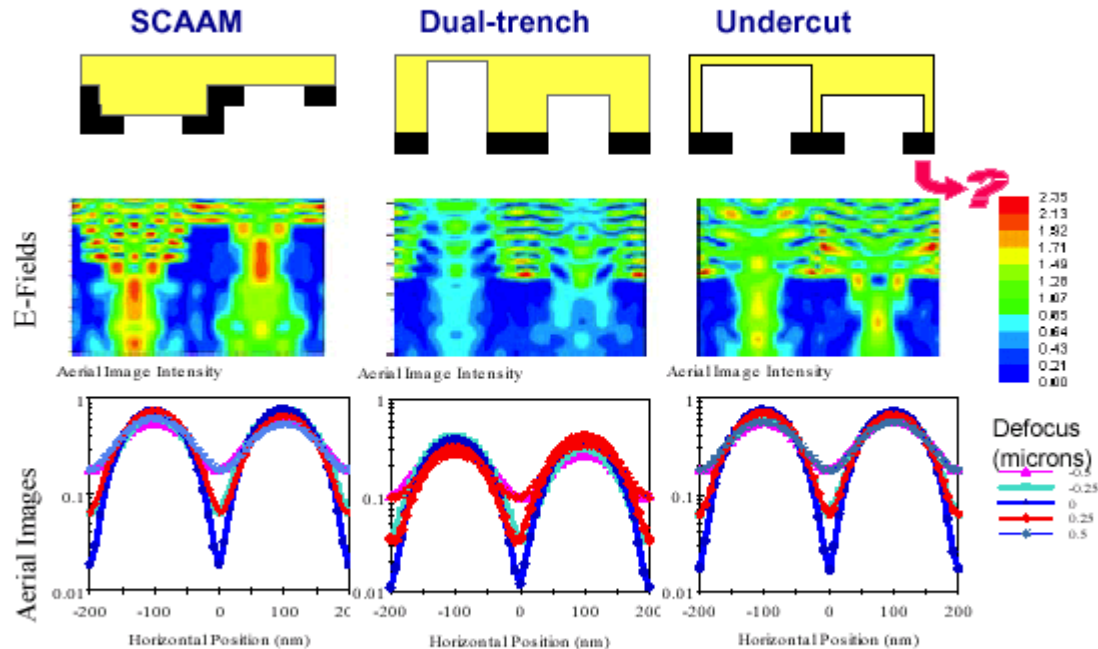 SCAAM Dual-trench Undercut
?
E-Fields
2.35
2.13
1.92
1.71
1.49
1.28
1.07
0.85
0.64
0.43
0.21
0.00
Aerial Image Intensity Aerial Image Intensity Aerial Image Intensity
Aerial Images
1 1 1
0.1 0.1 0.1
0.01 0.01 0.01
-200 -100 0 100 20( -200 -100 0 100 20( -200 -100 0 100 200
Horizontal Position (nm) Horizontal Position (nm) Horizontal Position (nm)
Defocus
(microns)
-0.5
-0.25
0
0.25
0.5